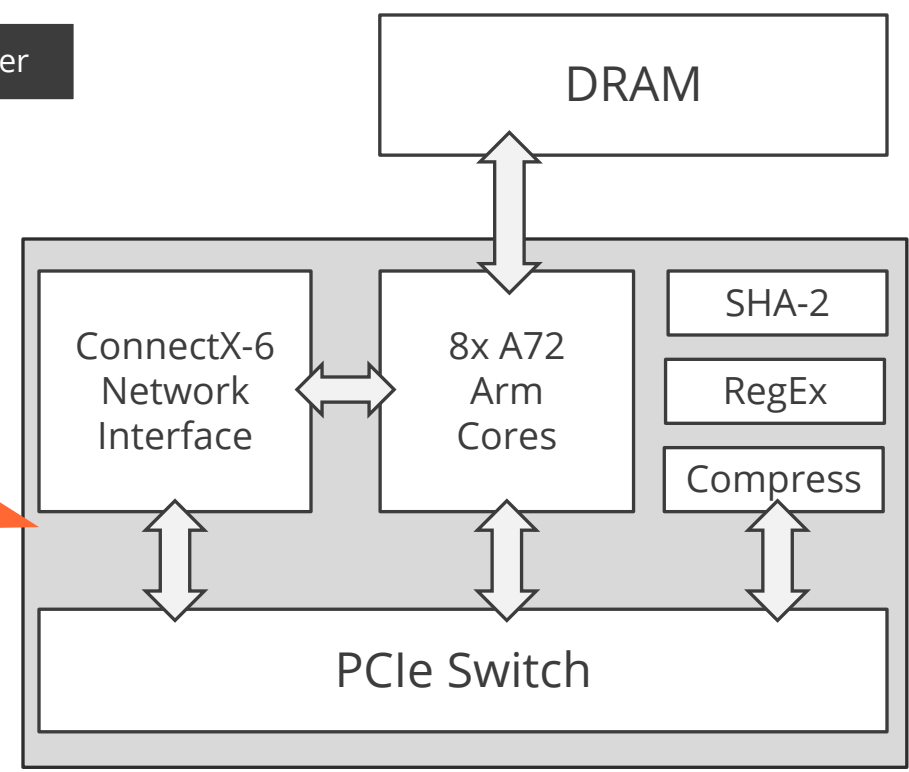 er
DRAM
ConnectX-6
Network
Interface
8x A72
Arm
Cores
SHA-2
RegEx
Compress
PCIe Switch